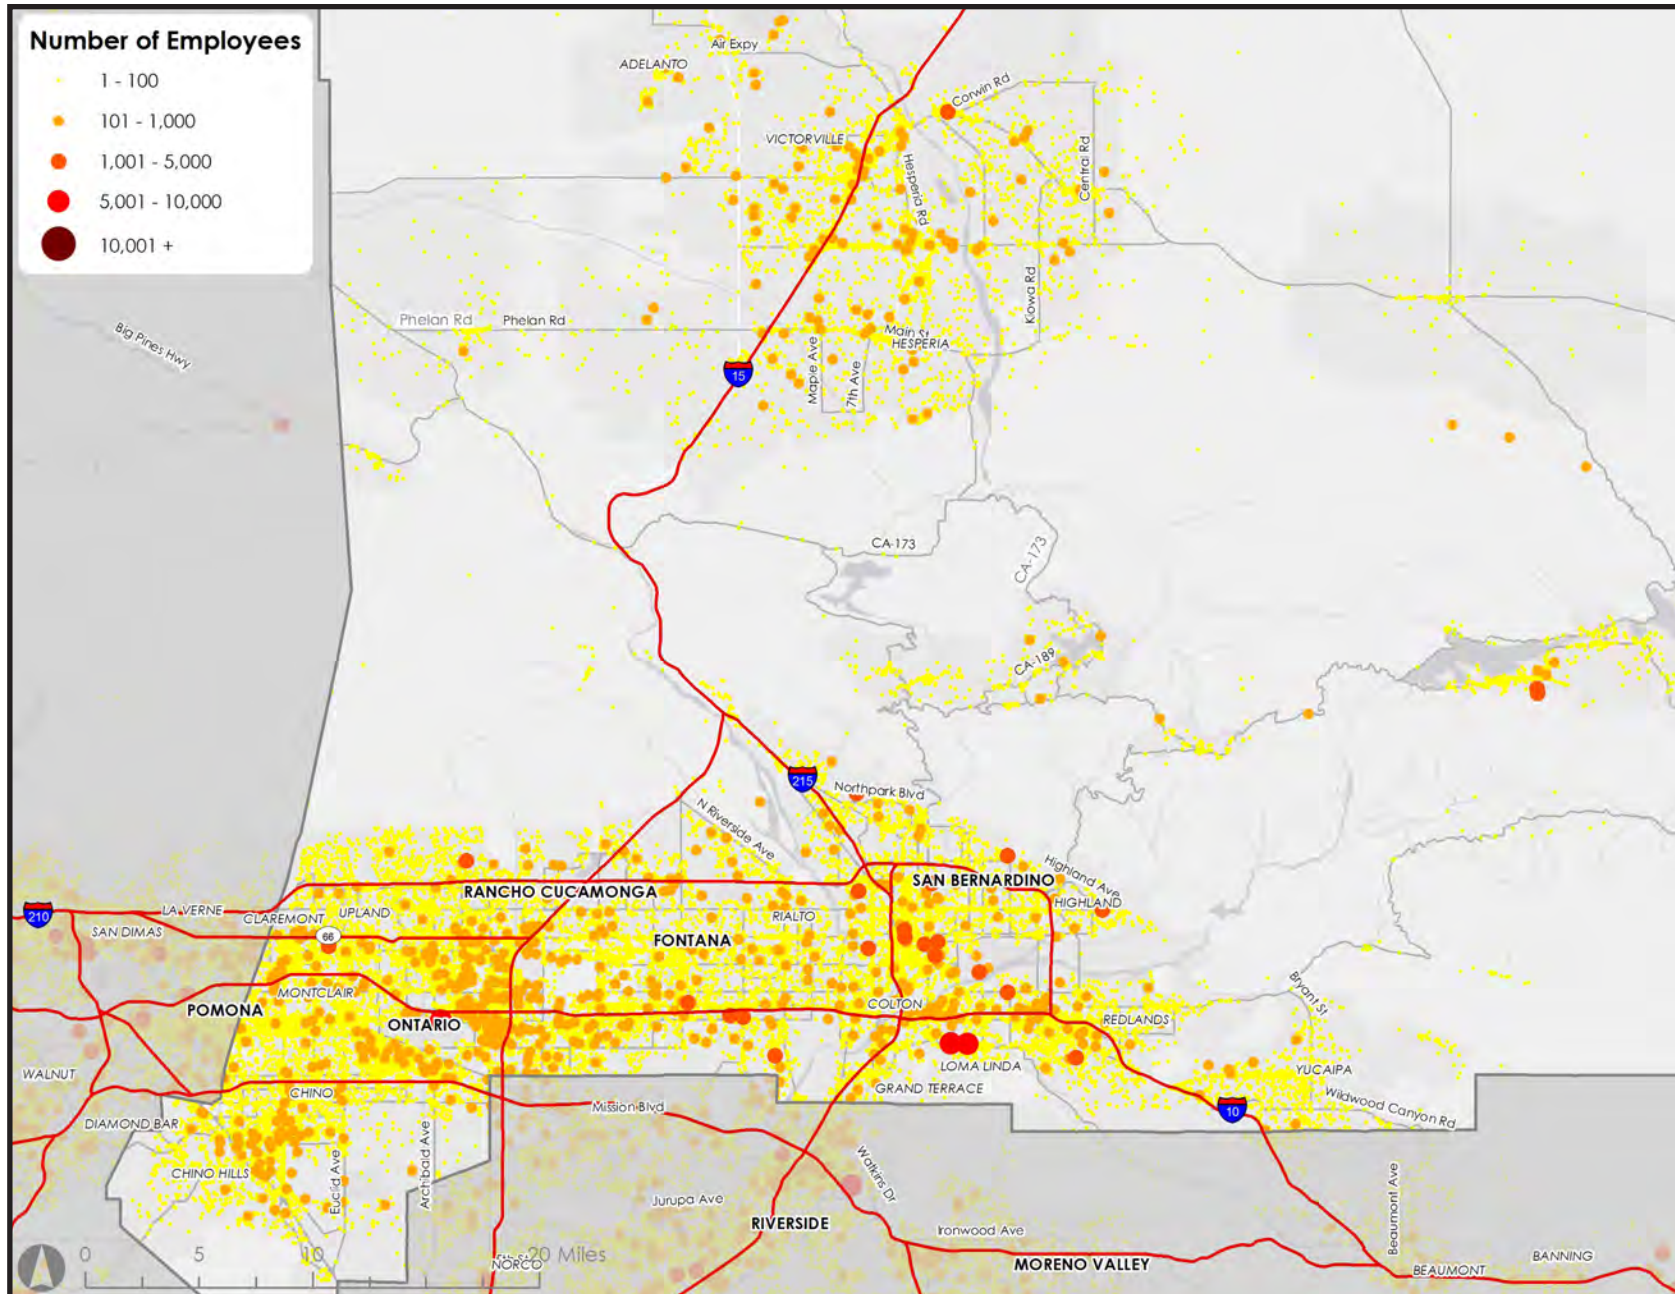 Number of Employees
1 - 100
101 - 1,000
1,001 - 5,000
5,001 - 10,000
10,001 +
Air Expy
ADELANTO
Corwin Rd
VICTORVILLE
Hesperia Rd
Central Rd
Kiowa Rd
Big Pines Hwy
Phelan Rd
Phelan Rd
Main St
HESPERIA
Maple Ave
7th Ave
15
CA-173
CA-173
CA-189
215
Northpark Blvd
N Riverside Ave
Highland Ave
SAN BERNARDINO
RANCHO CUCAMONGA
HIGHLAND
210
LA VERNE
CLAREMONT
UPLAND
RIALTO
SAN DIMAS
66
FONTANA
MONTCLAIR
Bryant St
POMONA
ONTARIO
COLTON
REDLANDS
WALNUT
LOMA LINDA
YUCAIPA
CHINO
GRAND TERRACE
Wildwood Canyon Rd
DIAMOND BAR
Mission Blvd
10
CHINO HILLS
Euclid Ave
Archibald Ave
Watkins Dr
Jurupa Ave
RIVERSIDE
Ironwood Ave
Beaumont Ave
0 5 10 20 Miles
NORCO
MORENO VALLEY
BANNING
BEAUMONT